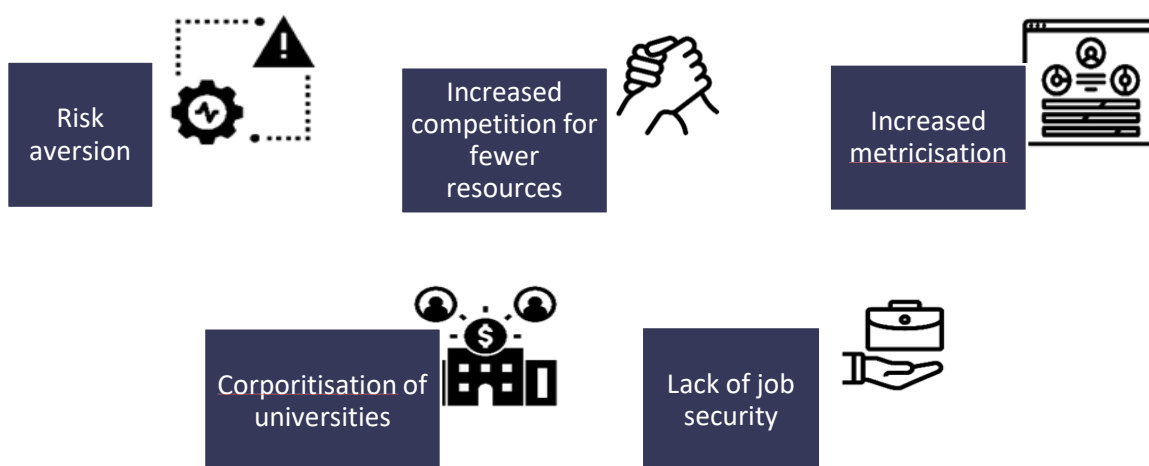 Risk
aversion
Increased
competition for
fewer
resources
Increased
metricisation
Corporitisation of
universities
Lack of job
security